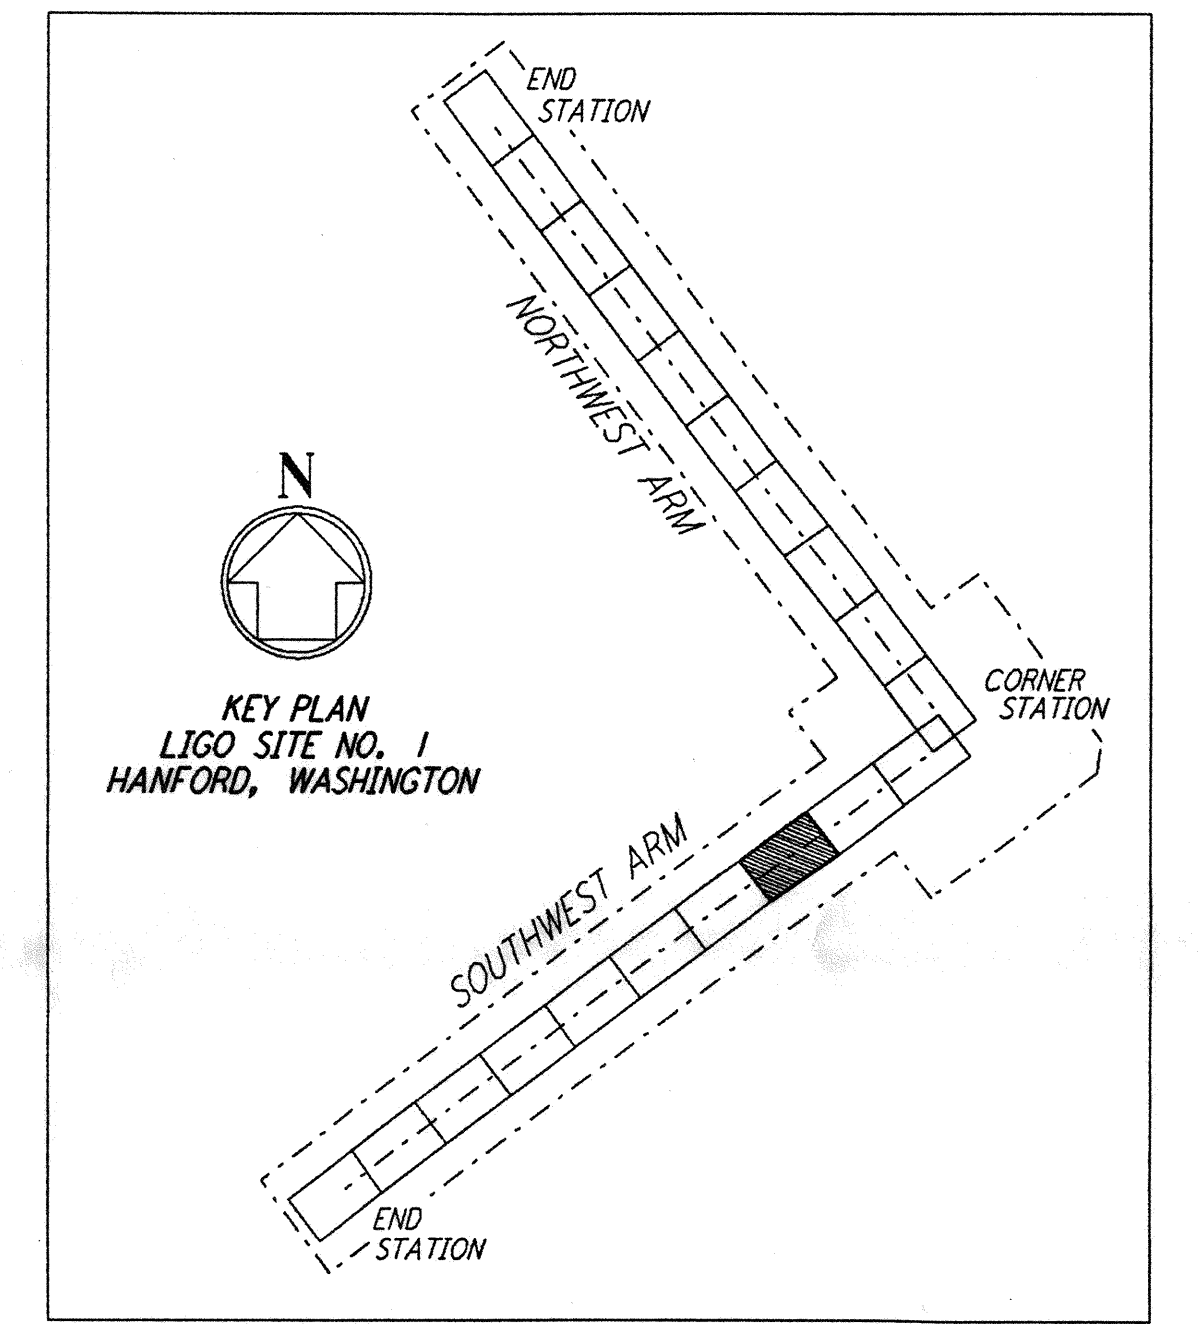 END
STATION
NORTHWEST ARM
N
CORNER
STATION
KEY PLAN
LIGO SITE NO. 1
HANFORD, WASHINGTON
SOUTHWEST ARM
END
STATION